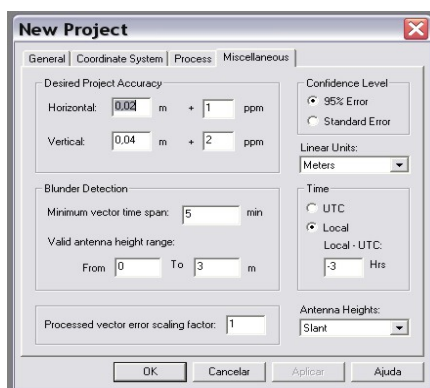 New Project
General Coordinate System Process Miscellaneous
Desired Project Accuracy
Horizontal: 0,02 m + 1 ppm
Vertical: 0,04 m + 2 ppm
Confidence Level
95% Error
Standard Error
Linear Units:
Meters
Blunder Detection
Minimum vector time span: 5 min
Valid antenna height range:
From 0 To 3 m
Time
UTC
Local
Local - UTC:
-3 Hrs
Processed vector error scaling factor: 1
Antenna Heights:
Slant
OK Cancelar Aplicar Ajuda